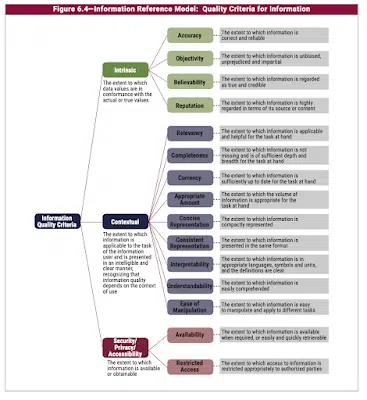 Figure 6.4—Information Reference Model: Quality Criteria for Information
Information
Quality Criteria
Intrinsic
The extent to which
data values are in
conformance with the
actual or true values
Accuracy
The extent to which information is
correct and reliable
Objectivity
The extent to which information is unbiased,
unprejudiced and impartial
Believability
The extent to which information is regarded
as true and credible
Reputation
The extent to which information is highly
regarded in terms of its source or content
Contextual
The extent to which
information is
applicable to the task
of the information
user and is presented
in an intelligible and
clear manner,
recognizing that
information quality
depends on the context
of use
Relevancy
The extent to which information is applicable
and helpful for the task at hand
Completeness
The extent to which information is not
missing and is of sufficient depth and
breadth for the task at hand
Currency
The extent to which information is
sufficiently up to date for the task at hand
Appropriate
Amount
The extent to which the volume of
information is appropriate for the
task at hand
Concise
Representation
The extent to which information is
compactly represented
Consistent
Representation
The extent to which information is
presented in the same format
Interpretability
The extent to which information is in
appropriate languages, symbols and units,
and the definitions are clear
Understandability
The extent to which information is
easily comprehended
Ease of
Manipulation
The extent to which information is easy
to manipulate and apply to different tasks
Security/
Privacy/
Accessibility
The extent to which
information is available
or obtainable
Availability
The extent to which information is available
when required, or easily and quickly retrievable
Restricted
Access
The extent to which access to information is
restricted appropriately to authorized parties